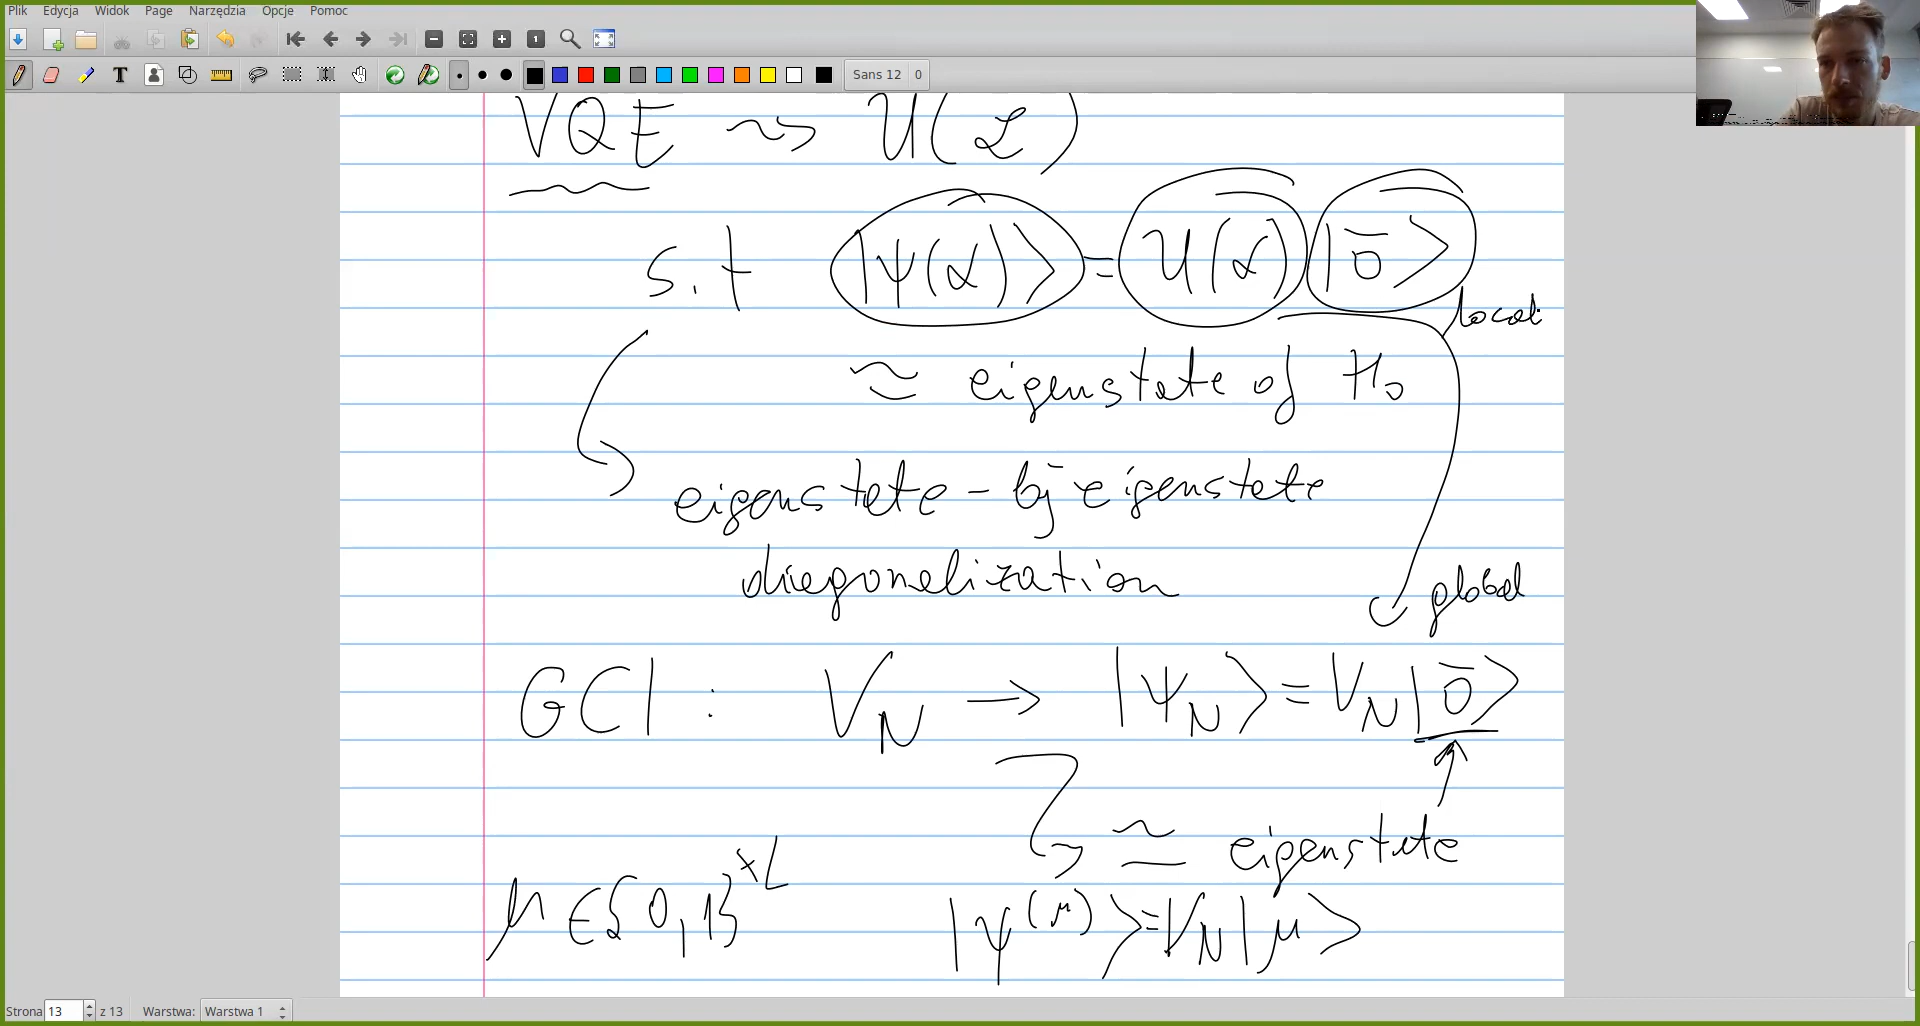 Plik Edycja Widok Page Narzędzia Opcje Pomoc
T 1 Sans 12 0
VQE ⇝ U(α)
s.t |ψ(α)⟩ = U(α) |0̄⟩
local
≈ eigenstate of H₀
eigenstate - by eigenstate
diagonalization
global
GCI : V_N → |ψ_N⟩ = V_N |0̄⟩
≅ eigenstate
μ ∈ {0,1}^{×L} |ψ^(μ)⟩ = V_N |μ⟩
Strona 13 z 13 Warstwa: Warstwa 1